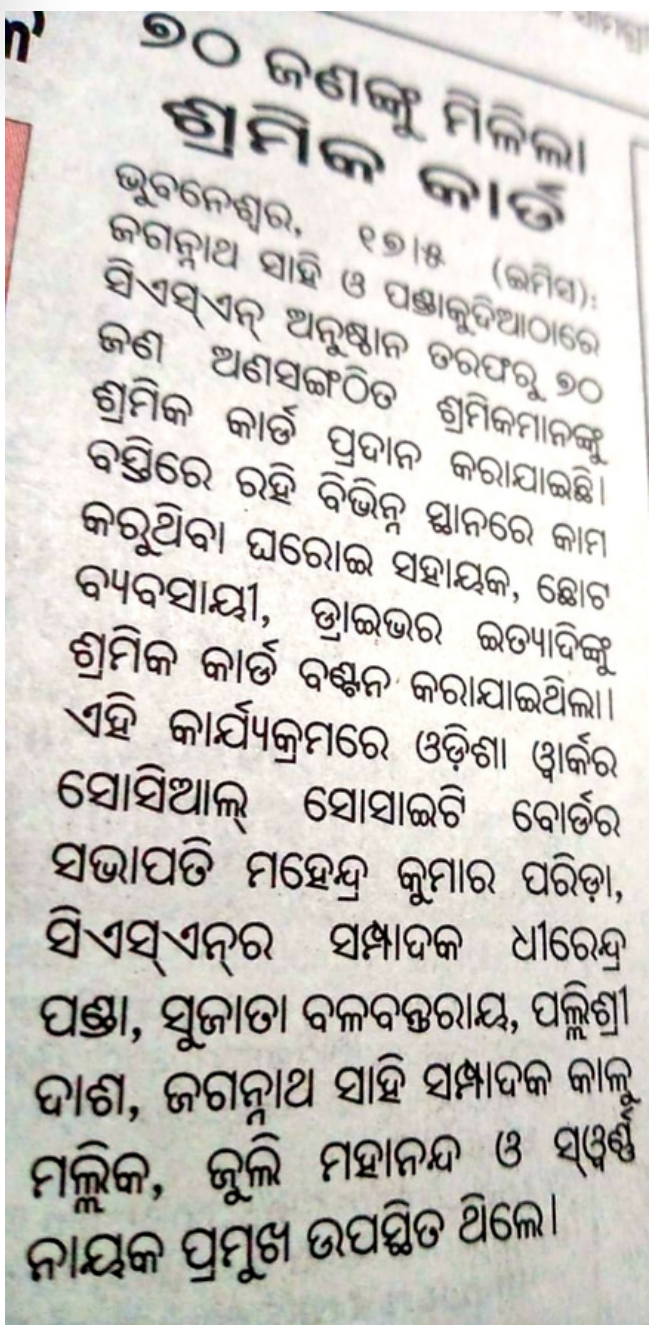 ୭୦ ଜଣଙ୍କୁ ମିଳିଲା
ଶ୍ରମିକ କାର୍ଡ
ଭୁବନେଶ୍ୱର, ୧୭।୫ (ଇମିସ):
ଜଗନ୍ନାଥ ସାହି ଓ ପଣ୍ଡାକୁଦିଆଠାରେ
ସିଏସ୍ଏନ୍ ଅନୁଷ୍ଠାନ ତରଫରୁ ୭୦
ଜଣ ଅଣସଙ୍ଗଠିତ ଶ୍ରମିକମାନଙ୍କୁ
ଶ୍ରମିକ କାର୍ଡ ପ୍ରଦାନ କରାଯାଇଛି।
ବସ୍ତିରେ ରହି ବିଭିନ୍ନ ସ୍ଥାନରେ କାମ
କରୁଥିବା ଘରୋଇ ସହାୟକ, ଛୋଟ
ବ୍ୟବସାୟୀ, ଡ୍ରାଇଭର ଇତ୍ୟାଦିଙ୍କୁ
ଶ୍ରମିକ କାର୍ଡ ବଣ୍ଟନ କରାଯାଇଥିଲା।
ଏହି କାର୍ଯ୍ୟକ୍ରମରେ ଓଡ଼ିଶା ୱାର୍କର
ସୋସିଆଲ୍ ସୋସାଇଟି ବୋର୍ଡର
ସଭାପତି ମହେନ୍ଦ୍ର କୁମାର ପରିଡ଼ା,
ସିଏସ୍ଏନ୍‌ର ସମ୍ପାଦକ ଧୀରେନ୍ଦ୍ର
ପଣ୍ଡା, ସୁଜାତା ବଳବନ୍ତରାୟ, ପଲ୍ଲିଶ୍ରୀ
ଦାଶ, ଜଗନ୍ନାଥ ସାହି ସମ୍ପାଦକ କାଳୁ
ମଲ୍ଲିକ, ଜୁଲି ମହାନନ୍ଦ ଓ ସ୍ୱର୍ଣ୍ଣ
ନାୟକ ପ୍ରମୁଖ ଉପସ୍ଥିତ ଥିଲେ।